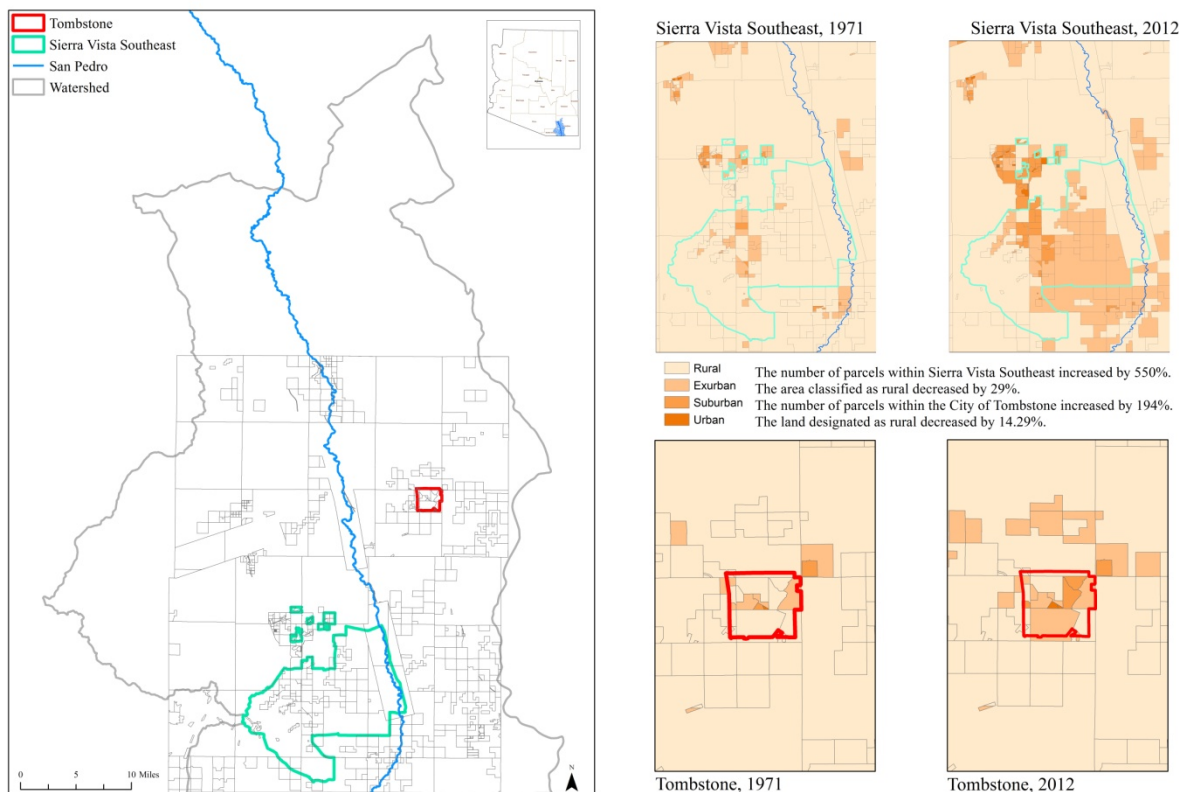 Tombstone
Sierra Vista Southeast
San Pedro
Watershed
0 5 10 Miles
N
Sierra Vista Southeast, 1971
Sierra Vista Southeast, 2012
Rural
Exurban
Suburban
Urban
The number of parcels within Sierra Vista Southeast increased by 550%.
The area classified as rural decreased by 29%.
The number of parcels within the City of Tombstone increased by 194%.
The land designated as rural decreased by 14.29%.
Tombstone, 1971
Tombstone, 2012